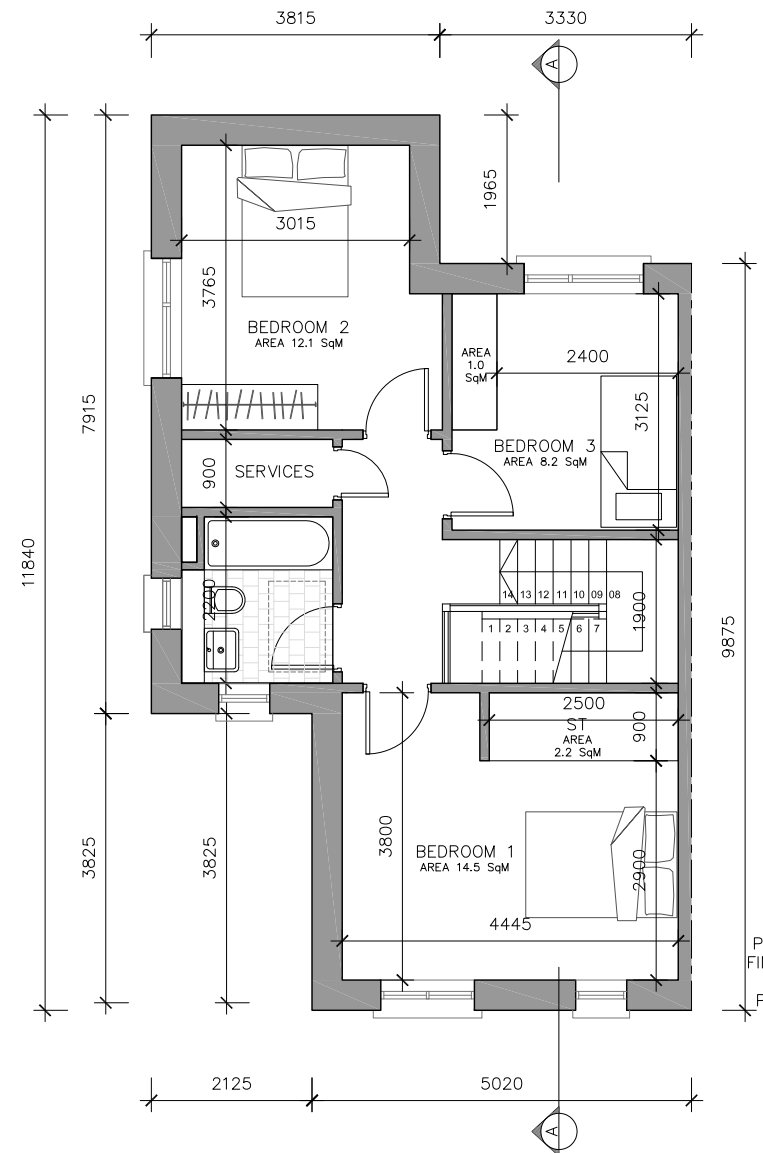 3815
3330
A
1965
3015
3765
BEDROOM 2
AREA 12.1 SqM
AREA
1.0
SqM
2400
3125
7915
BEDROOM 3
AREA 8.2 SqM
900
SERVICES
11840
2200
14 13 12 11 10 09 08
1900
1 2 3 4 5 6 7
9875
2500
ST
AREA
2.2 SqM
900
3825
3825
3800
BEDROOM 1
AREA 14.5 SqM
2900
4445
P
FI
P
2125
5020
A